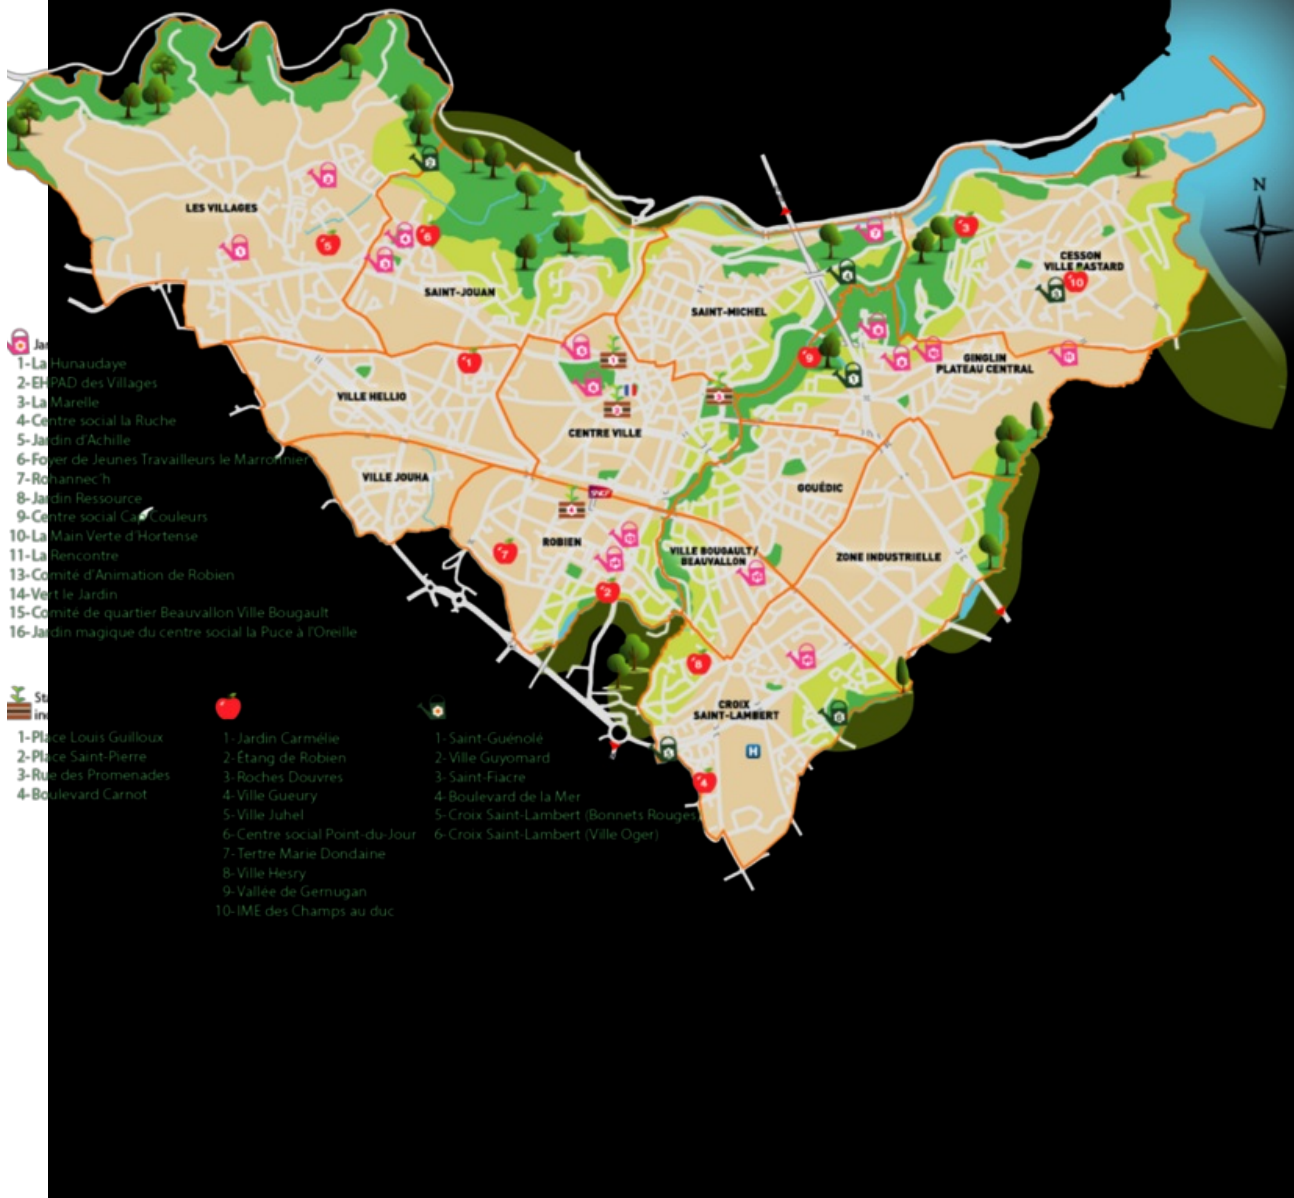 N
LES VILLAGES
SAINT-JOUAN
SAINT-MICHEL
CESSON
VILLE BASTARD
GINGLIN
PLATEAU CENTRAL
VILLE HELLIO
CENTRE VILLE
VILLE JOUHA
GOUÉDIC
ROBIEN
SNCF
VILLE BOUGAULT/
BEAUVALLON
ZONE INDUSTRIELLE
CROIX
SAINT-LAMBERT
H
1-La Hunaudaye
2-EHPAD des Villages
3-La Marelle
4-Centre social la Ruche
5-Jardin d'Achille
6-Foyer de Jeunes Travailleurs le Marronnier
7-Rohannec'h
8-Jardin Ressource
9-Centre social Cap Couleurs
10-La Main Verte d'Hortense
11-La Rencontre
13-Comité d'Animation de Robien
14-Vert le Jardin
15-Comité de quartier Beauvallon Ville Bougault
16-Jardin magique du centre social la Puce à l'Oreille
1-Place Louis Guilloux
2-Place Saint-Pierre
3-Rue des Promenades
4-Boulevard Carnot
1-Jardin Carmélie
2-Étang de Robien
3-Roches Douvres
4-Ville Gueury
5-Ville Juhel
6-Centre social Point-du-Jour
7-Tertre Marie Dondaine
8-Ville Hesry
9-Vallée de Gernugan
10-IME des Champs au duc
1-Saint-Guénolé
2-Ville Guyomard
3-Saint-Fiacre
4-Boulevard de la Mer
5-Croix Saint-Lambert (Bonnets Rouges)
6-Croix Saint-Lambert (Ville Oger)